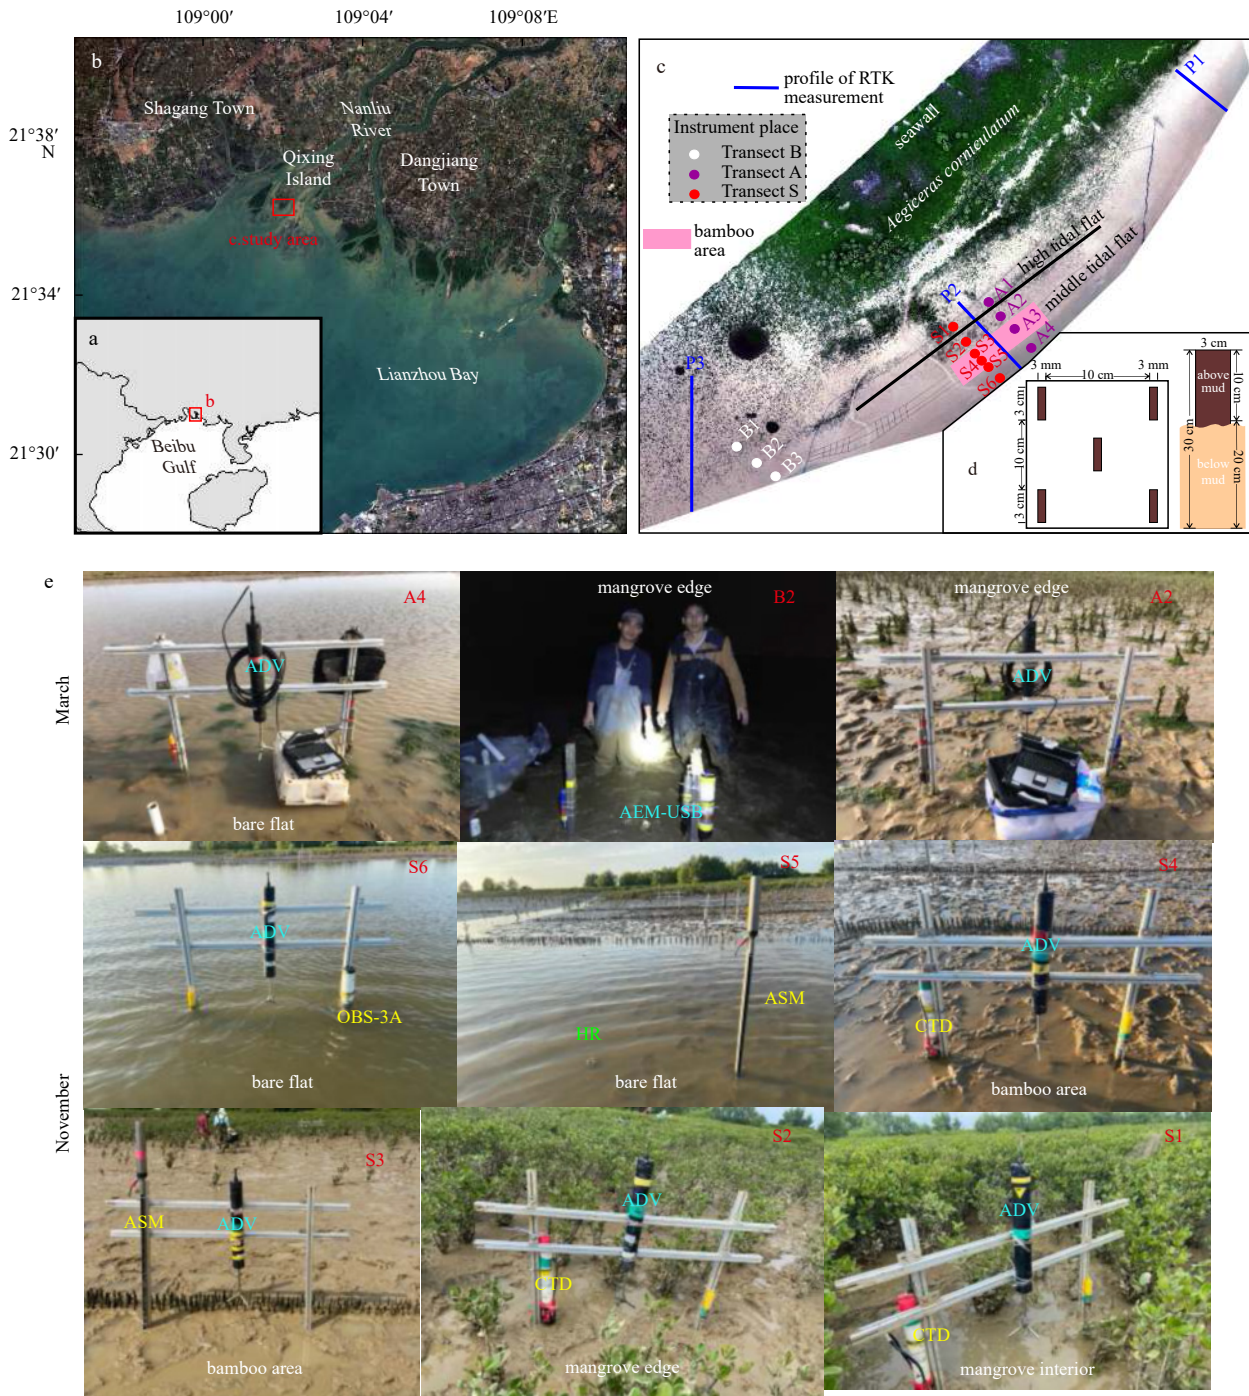 109°00′ 109°04′ 109°08′E
21°38′
N
21°34′
21°30′
b
Shagang Town
Nanliu
River
Qixing
Island
Dangjiang
Town
c study area
Lianzhou Bay
a
b
Beibu
Gulf
c
profile of RTK
measurement
Instrument place
Transect B
Transect A
Transect S
bamboo
area
seawall
Aegiceras corniculatum
high tidal flat
middle tidal flat
P1
P2
P3
A1
A2
A3
A4
S1
S2
S3
S4
S5
S6
B1
B2
B3
d
3 mm
10 cm
3 mm
3 cm
10 cm
3 cm
3 cm
above
mud
10 cm
30 cm
below
mud
20 cm
e
March
A4
ADV
bare flat
mangrove edge
B2
AEM-USB
mangrove edge
A2
ADV
November
S6
ADV
OBS-3A
bare flat
S5
ASM
HR
bare flat
S4
ADV
CTD
bamboo area
S3
ASM
ADV
bamboo area
S2
ADV
CTD
mangrove edge
S1
ADV
CTD
mangrove interior